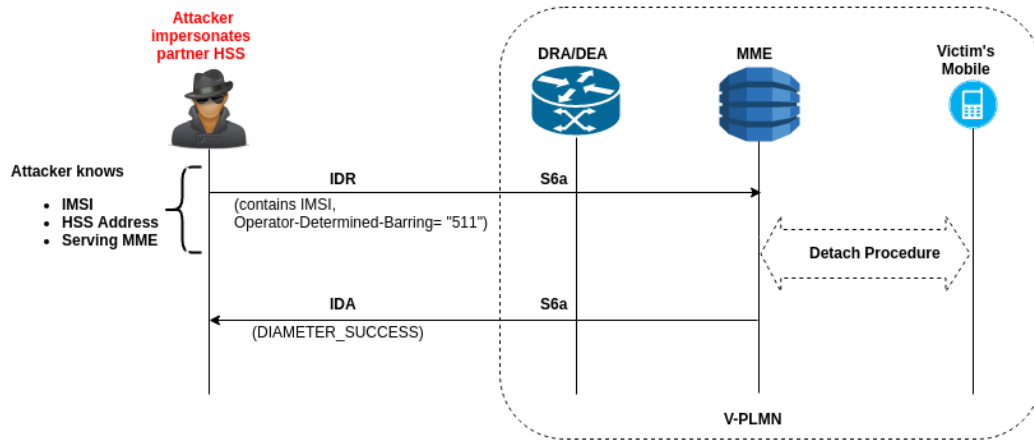 Attacker
impersonates
partner HSS
DRA/DEA
MME
Victim's
Mobile
Attacker knows
• IMSI
• HSS Address
• Serving MME
IDR
S6a
(contains IMSI,
Operator-Determined-Barring= "511")
Detach Procedure
IDA
S6a
(DIAMETER_SUCCESS)
V-PLMN